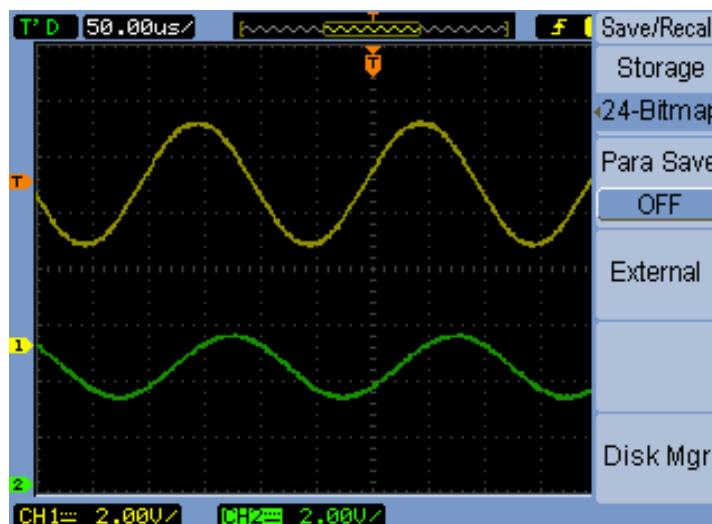 T'D 50.00us/ T Save/Recal
T
Storage
24-Bitmap
Para Save
T
OFF
External
1
Disk Mgr
2
CH1 2.00V/ CH2 2.00V/